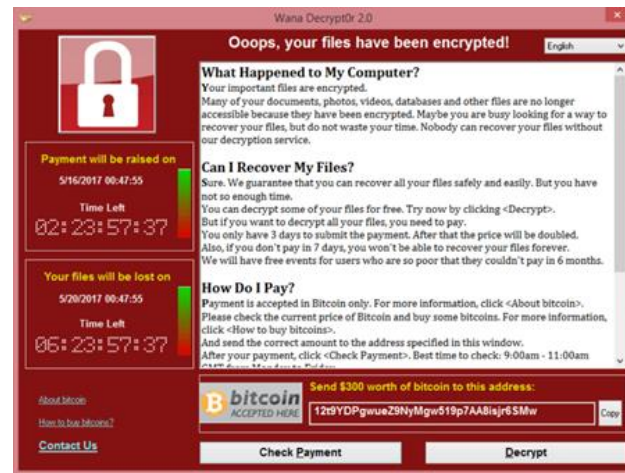 Wana Decrypt0r 2.0
Ooops, your files have been encrypted!
English
What Happened to My Computer?
Your important files are encrypted.
Many of your documents, photos, videos, databases and other files are no longer
accessible because they have been encrypted. Maybe you are busy looking for a way to
recover your files, but do not waste your time. Nobody can recover your files without
our decryption service.
Can I Recover My Files?
Sure. We guarantee that you can recover all your files safely and easily. But you have
not so enough time.
You can decrypt some of your files for free. Try now by clicking <Decrypt>.
But if you want to decrypt all your files, you need to pay.
You only have 3 days to submit the payment. After that the price will be doubled.
Also, if you don't pay in 7 days, you won't be able to recover your files forever.
We will have free events for users who are so poor that they couldn't pay in 6 months.
How Do I Pay?
Payment is accepted in Bitcoin only. For more information, click <About bitcoin>.
Please check the current price of Bitcoin and buy some bitcoins. For more information,
click <How to buy bitcoins>.
And send the correct amount to the address specified in this window.
After your payment, click <Check Payment>. Best time to check: 9:00am - 11:00am
GMT from Monday to Friday.
Payment will be raised on
5/16/2017 00:47:55
Time Left
02:23:57:37
Your files will be lost on
5/20/2017 00:47:55
Time Left
06:23:57:37
About bitcoin
How to buy bitcoins?
Contact Us
bitcoin
ACCEPTED HERE
Send $300 worth of bitcoin to this address:
12t9YDPgwueZ9NyMgw519p7AA8isjr6SMw
Copy
Check Payment
Decrypt